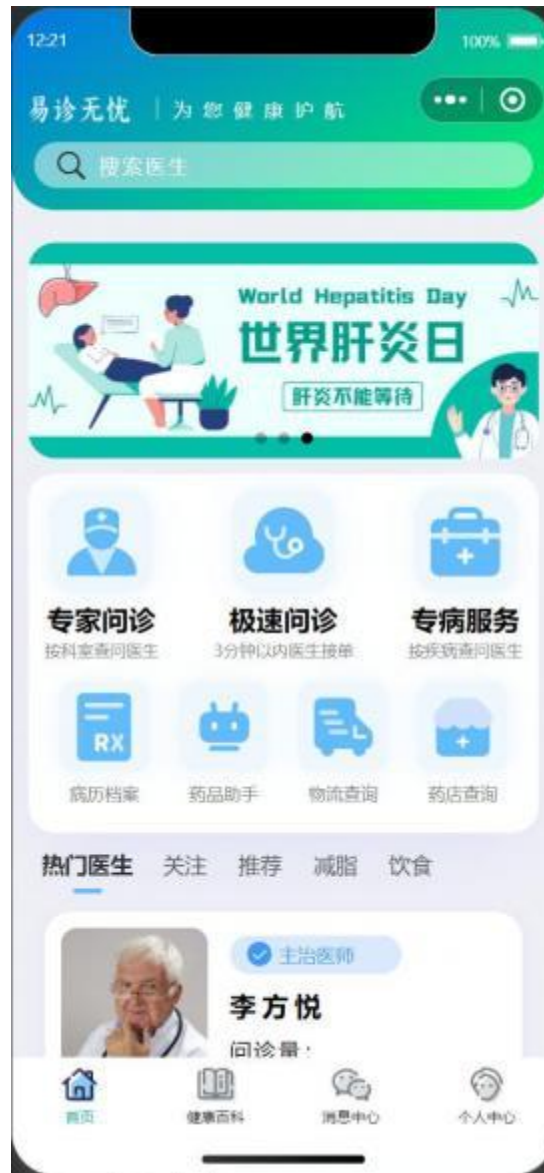 12:21 100%
易诊无忧 为您健康护航
搜索医生
World Hepatitis Day
世界肝炎日
肝炎不能等待
专家问诊 极速问诊 专病服务
按科室查问医生 3分钟以内医生接单 按疾病查问医生
RX
病历档案 药品助手 物流查询 药店查询
热门医生 关注 推荐 减脂 饮食
主治医师
李方悦
问诊量:
首页 健康百科 消息中心 个人中心